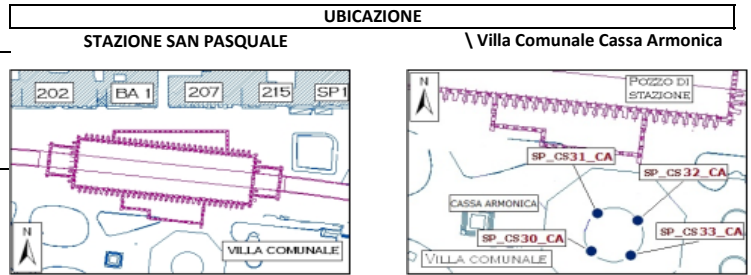 UBICAZIONE
STAZIONE SAN PASQUALE
\ Villa Comunale Cassa Armonica
202
BA 1
207
215
SP1
N
VILLA COMUNALE
N
POZZO DI
STAZIONE
SP_CS31_CA
SP_CS32_CA
CASSA ARMONICA
SP_CS30_CA
SP_CS33_CA
VILLA COMUNALE